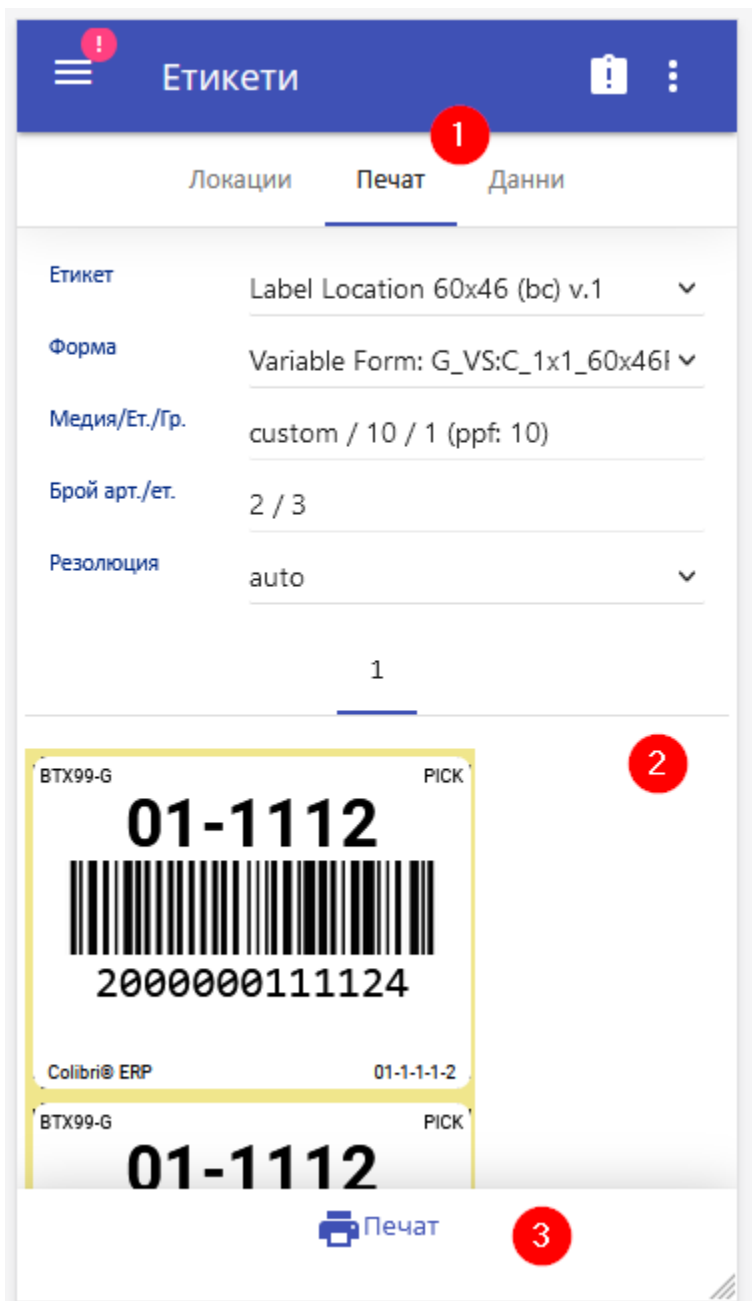 !
Етикети
1
Локации Печат Данни
Етикет Label Location 60x46 (bc) v.1
Форма Variable Form: G_VS:C_1x1_60x46
Медия/Ет./Гр. custom / 10 / 1 (ppf: 10)
Брой арт./ет. 2 / 3
Резолюция auto
1
2
BTX99-G PICK
01-1112
2000000111124
Colibri® ERP 01-1-1-1-2
BTX99-G PICK
01-1112
Печат 3